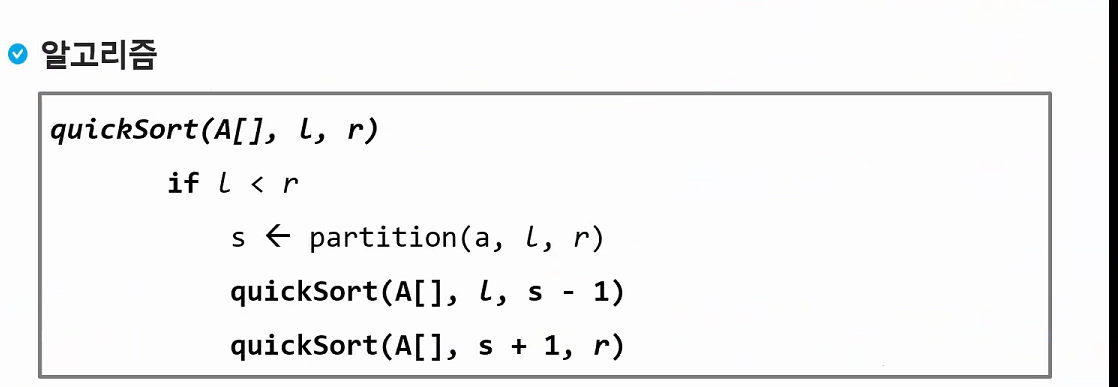 알고리즘
quickSort(A[], l, r)
if l < r
s ← partition(a, l, r)
quickSort(A[], l, s - 1)
quickSort(A[], s + 1, r)